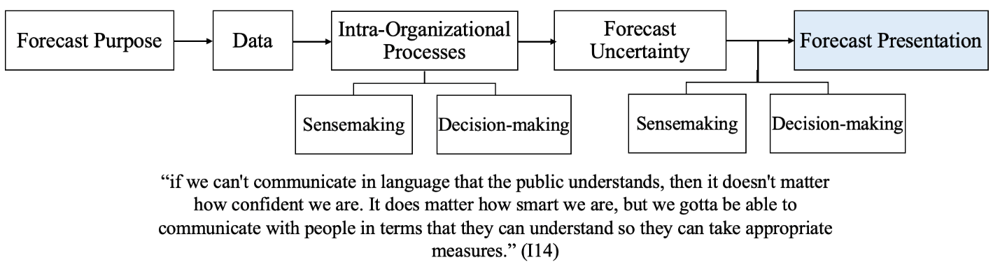 Forecast Purpose
Data
Intra-Organizational
Processes
Forecast
Uncertainty
Forecast Presentation
Sensemaking
Decision-making
Sensemaking
Decision-making
“if we can't communicate in language that the public understands, then it doesn't matter
how confident we are. It does matter how smart we are, but we gotta be able to
communicate with people in terms that they can understand so they can take appropriate
measures.” (I14)